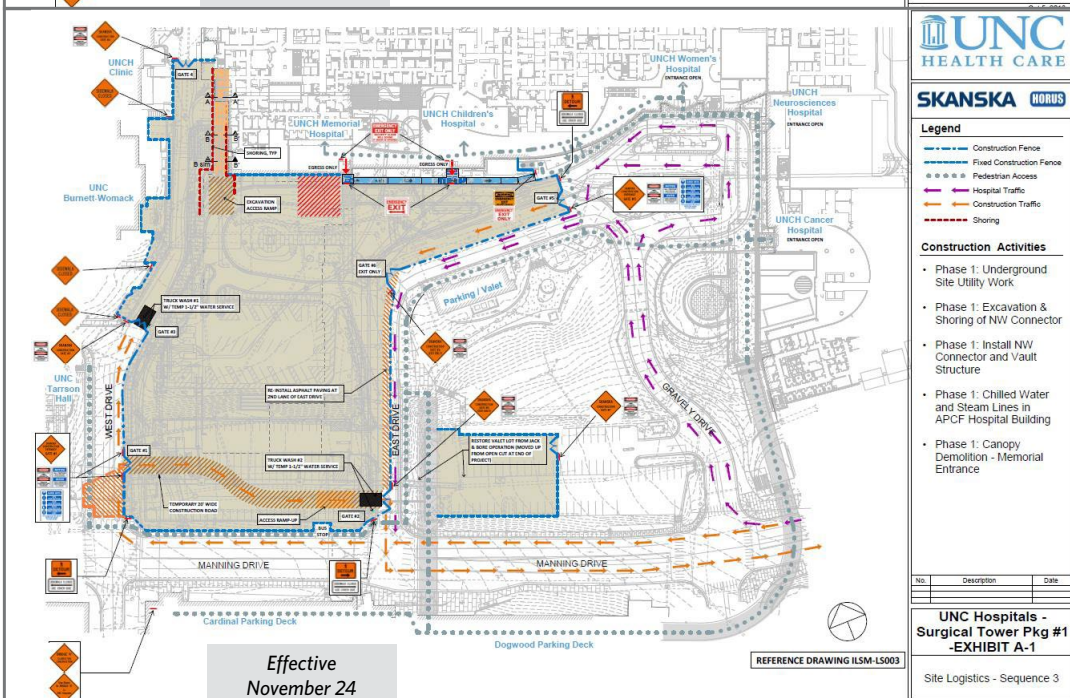 UNCH
Clinic
GATE 4
UNC
Burnett-Womack
SHORING, TYP
EXCAVATION
ACCESS RAMP
UNCH Memorial
Hospital
UNCH Children's
Hospital
UNCH Women's
Hospital
ENTRANCE OPEN
UNCH
Neurosciences
Hospital
ENTRANCE OPEN
UNCH Cancer
Hospital
ENTRANCE OPEN
EGRESS ONLY
EGRESS ONLY
EXIT ONLY
EXIT
DETOUR
GATE #5
EXIT
ONLY
GATE #6
EXIT ONLY
Parking / Valet
TRUCK WASH #1
W/ TEMP 1-1/2" WATER SERVICE
GATE #3
UNC
Tarrson
Hall
WEST DRIVE
RE-INSTALL ASPHALT PAVING AT
2ND LANE OF EAST DRIVE
EAST DRIVE
GRAVELY DRIVE
RESTORE VALET LOT FROM JACK
& BORE OPERATION (MOVED UP
FROM OPEN CUT AT END OF
PROJECT)
TRUCK WASH #2
W/ TEMP 1-1/2" WATER SERVICE
GATE #1
TEMPORARY 20' WIDE
CONSTRUCTION ROAD
ACCESS RAMP-UP
GATE #2
BUS
STOP
DETOUR
DETOUR
MANNING DRIVE
MANNING DRIVE
Cardinal Parking Deck
Dogwood Parking Deck
REFERENCE DRAWING ILSM-LS003
Effective
November 24
UNC
HEALTH CARE
SKANSKA HORUS
Legend
Construction Fence
Fixed Construction Fence
Pedestrian Access
Hospital Traffic
Construction Traffic
Shoring
Construction Activities
• Phase 1: Underground
Site Utility Work
• Phase 1: Excavation &
Shoring of NW Connector
• Phase 1: Install NW
Connector and Vault
Structure
• Phase 1: Chilled Water
and Steam Lines in
APCF Hospital Building
• Phase 1: Canopy
Demolition - Memorial
Entrance
No. Description Date
UNC Hospitals -
Surgical Tower Pkg #1
-EXHIBIT A-1
Site Logistics - Sequence 3